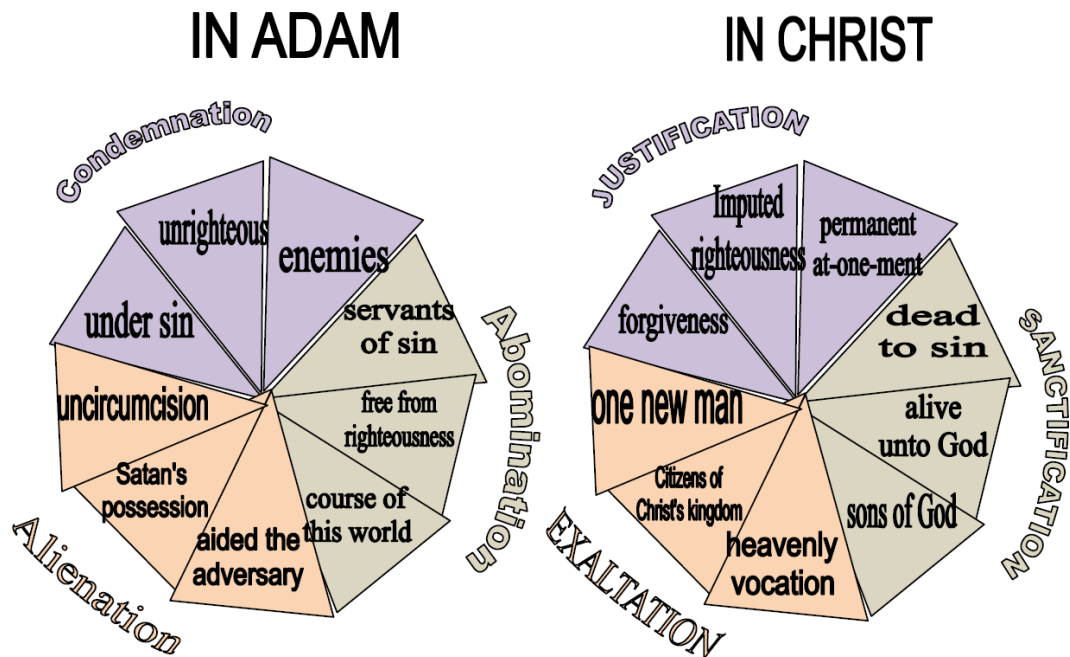 IN ADAM
Condemnation
unrighteous
enemies
under sin
servants
of sin
Abomination
free from
righteousness
uncircumcision
Satan's
possession
course of
this world
aided the
adversary
Alienation
IN CHRIST
JUSTIFICATION
Imputed
righteousness
permanent
at-one-ment
forgiveness
dead
to sin
SANCTIFICATION
alive
unto God
one new man
Citizens of
Christ's kingdom
sons of God
heavenly
vocation
EXALTATION